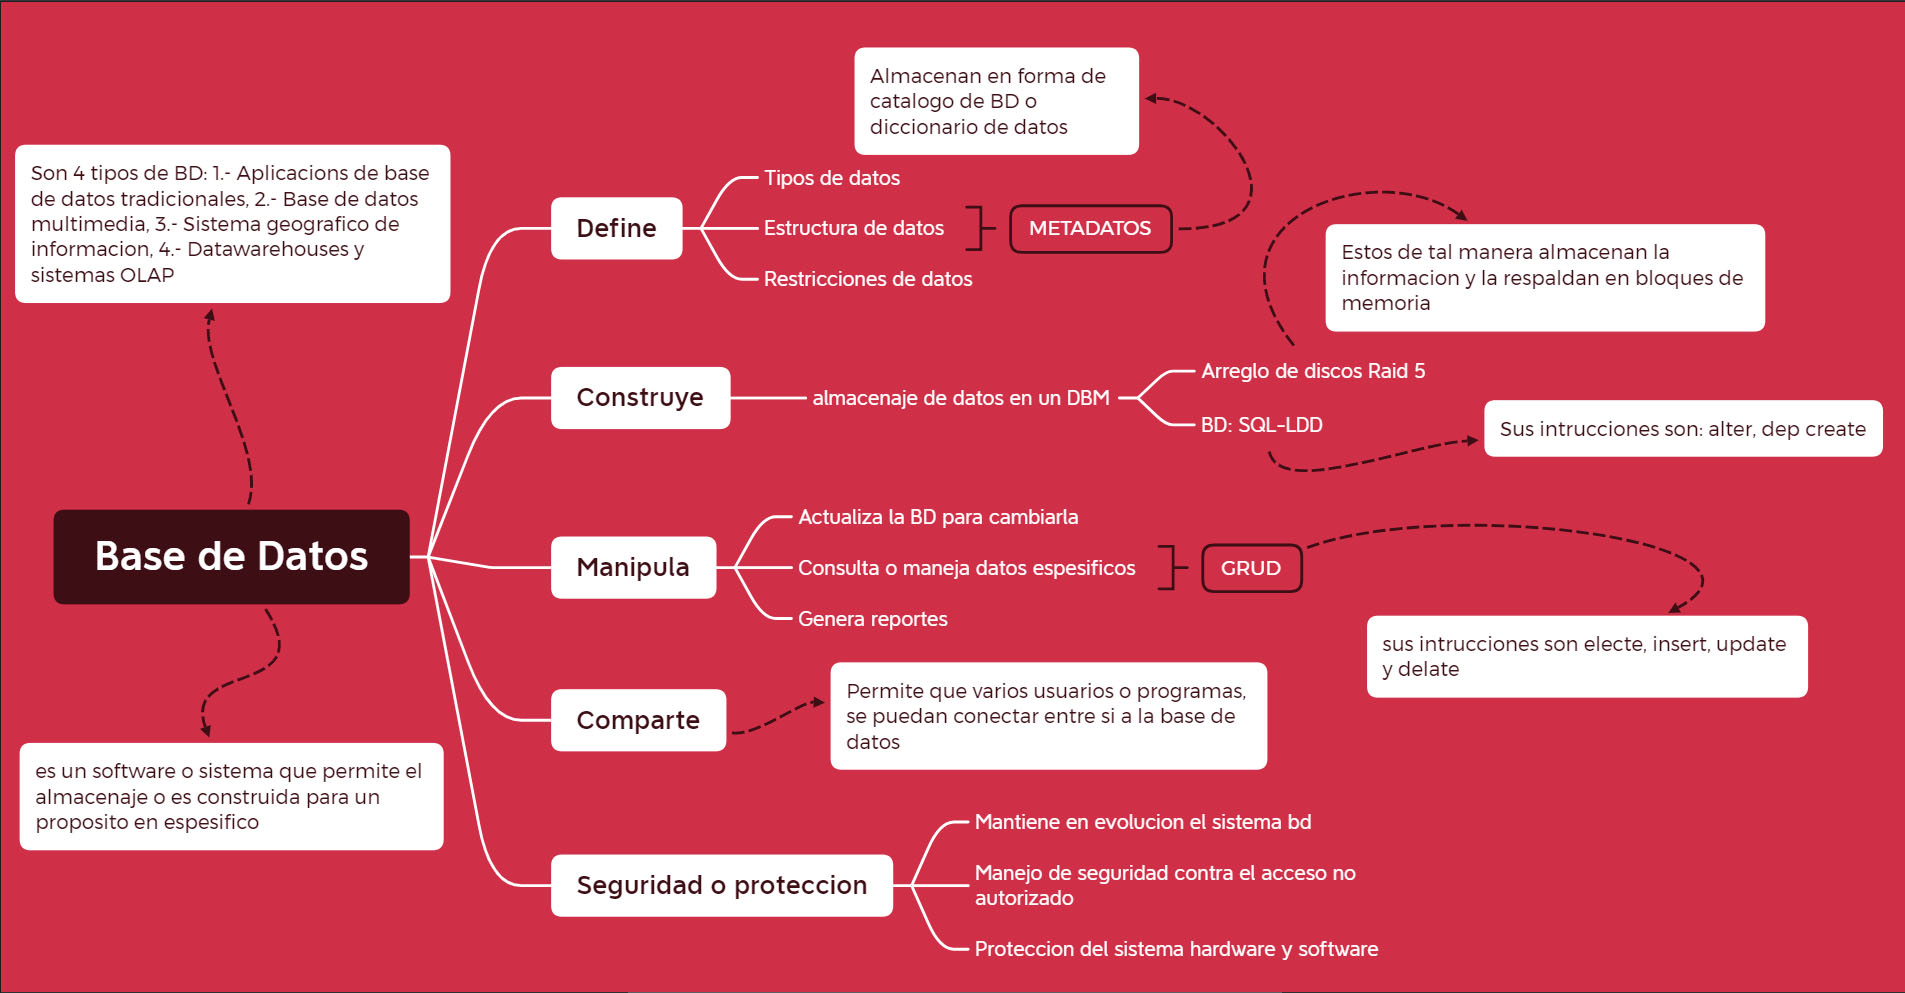 Almacenan en forma de
catalogo de BD o
diccionario de datos
Son 4 tipos de BD: 1.- Aplicacions de base
de datos tradicionales, 2.- Base de datos
multimedia, 3.- Sistema geografico de
informacion, 4.- Datawarehouses y
sistemas OLAP
Define
Tipos de datos
Estructura de datos
Restricciones de datos
METADATOS
Estos de tal manera almacenan la
informacion y la respaldan en bloques de
memoria
Construye
almacenaje de datos en un DBM
Arreglo de discos Raid 5
BD: SQL-LDD
Sus intrucciones son: alter, dep create
Base de Datos
Manipula
Actualiza la BD para cambiarla
Consulta o maneja datos espesificos
Genera reportes
GRUD
sus intrucciones son electe, insert, update
y delate
Comparte
Permite que varios usuarios o programas,
se puedan conectar entre si a la base de
datos
es un software o sistema que permite el
almacenaje o es construida para un
proposito en espesifico
Seguridad o proteccion
Mantiene en evolucion el sistema bd
Manejo de seguridad contra el acceso no
autorizado
Proteccion del sistema hardware y software